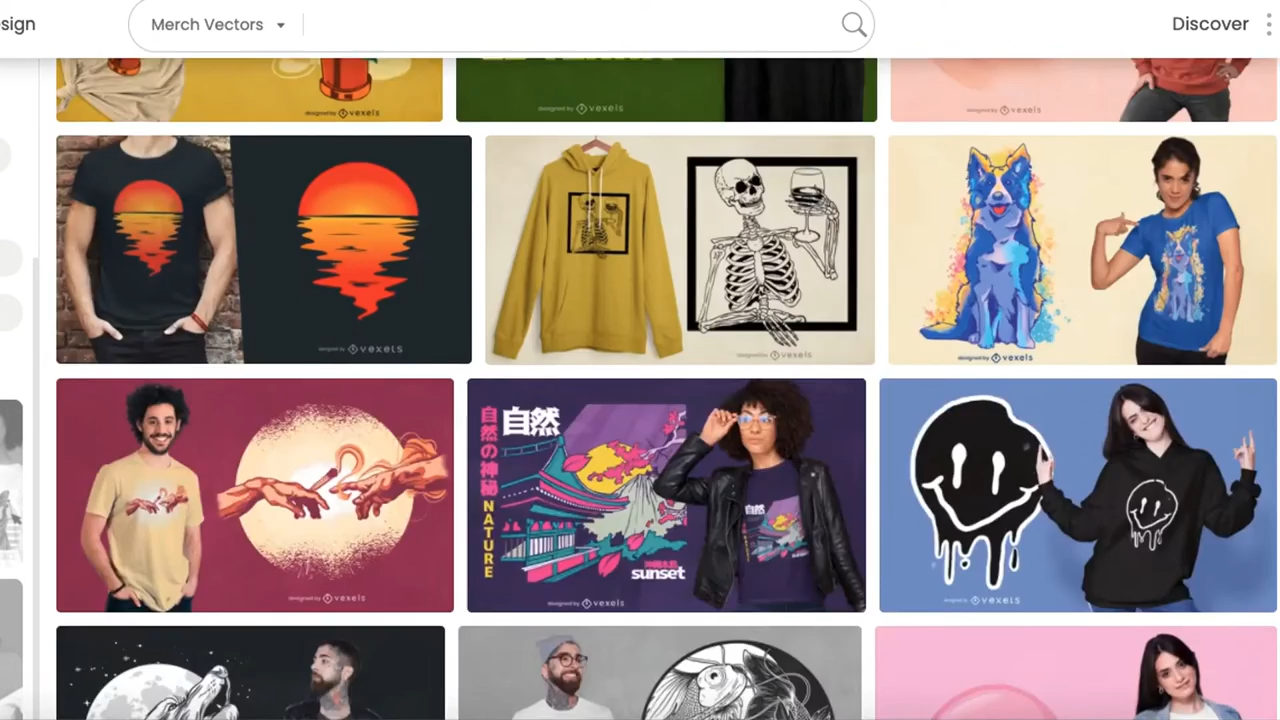 sign
Merch Vectors
Discover
designed by vexels
designed by vexels
designed by vexels
designed by vexels
designed by vexels
designed by vexels
自然の神秘
NATURE
自然
自然
sunset
designed by vexels
designed by vexels
designed by vexels